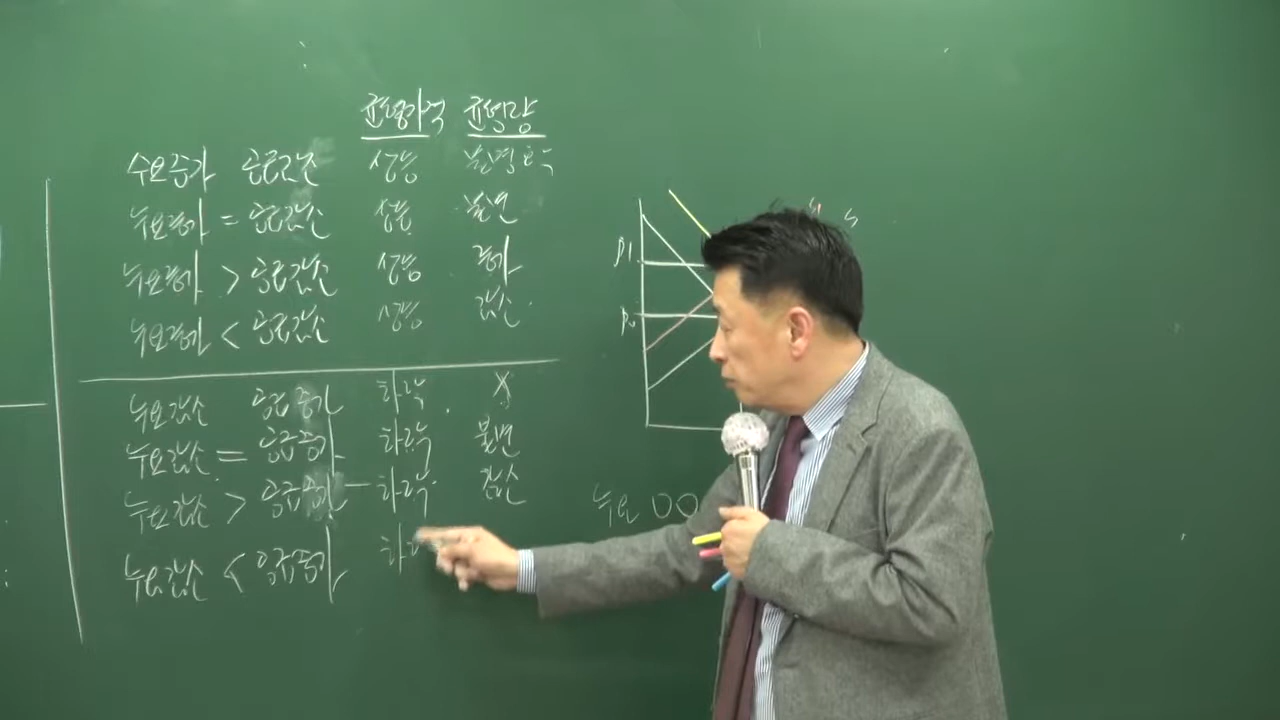 균형가격 균형량
수요증가 공급감소 상승 불명확
수요증가 = 공급감소 상승 불변
수요증가 > 공급감소 상승 증가
수요증가 < 공급감소 상승 감소
수요감소 공급증가 하락 X
수요감소 = 공급증가 하락 불변
수요감소 > 공급증가 하락 감소
수요감소 < 공급증가 하
P1
P0
S
수요 OO